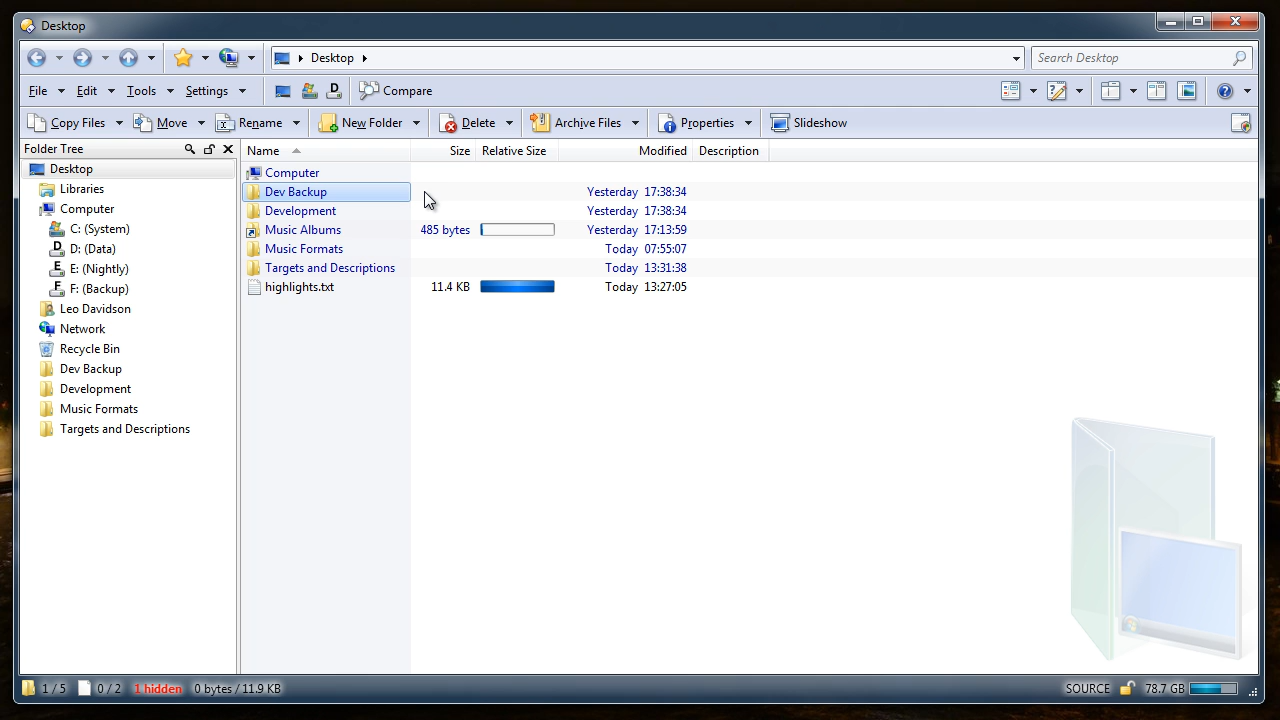 Desktop
Desktop
Search Desktop
File Edit Tools Settings D Compare
Copy Files Move Rename New Folder Delete Archive Files Properties Slideshow
Folder Tree
Desktop
Libraries
Computer
C: (System)
D D: (Data)
E E: (Nightly)
F F: (Backup)
Leo Davidson
Network
Recycle Bin
Dev Backup
Development
Music Formats
Targets and Descriptions
Name Size Relative Size Modified Description
Computer
Dev Backup Yesterday 17:38:34
Development Yesterday 17:38:34
Music Albums 485 bytes Yesterday 17:13:59
Music Formats Today 07:55:07
Targets and Descriptions Today 13:31:38
highlights.txt 11.4 KB Today 13:27:05
1 / 5 0 / 2 1 hidden 0 bytes / 11.9 KB SOURCE 78.7 GB